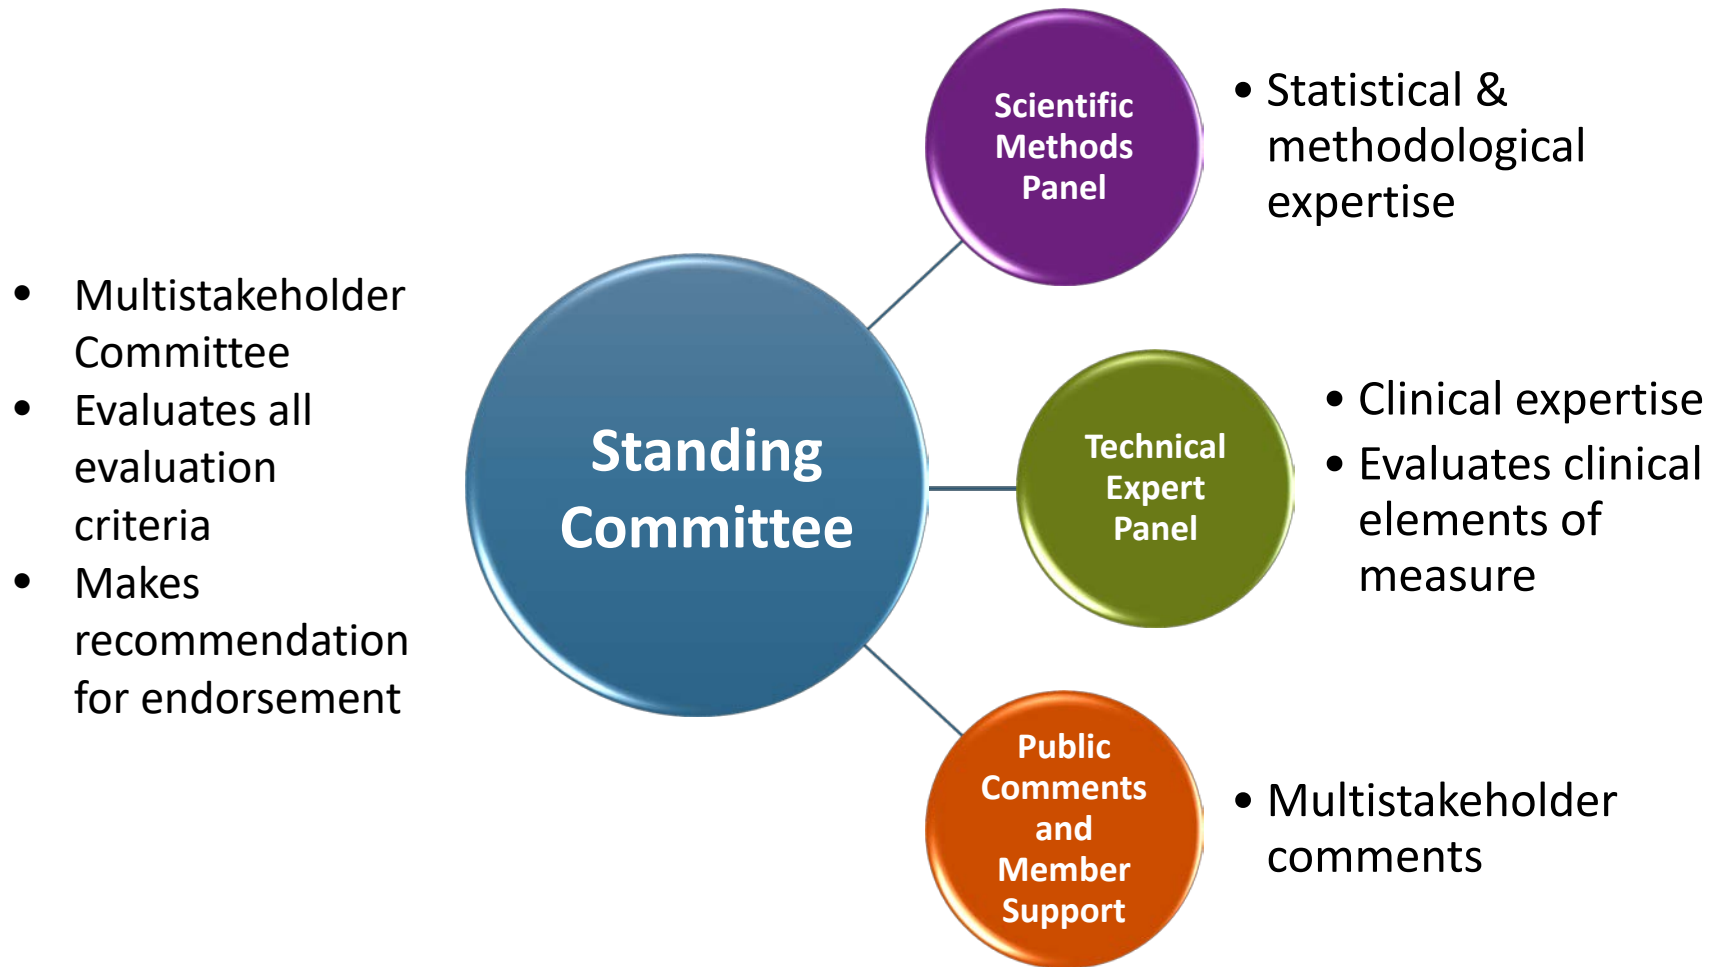 • Multistakeholder
Committee
• Evaluates all
evaluation
criteria
• Makes
recommendation
for endorsement
Standing
Committee
Scientific
Methods
Panel
• Statistical &
methodological
expertise
Technical
Expert
Panel
• Clinical expertise
• Evaluates clinical
elements of
measure
Public
Comments
and
Member
Support
• Multistakeholder
comments